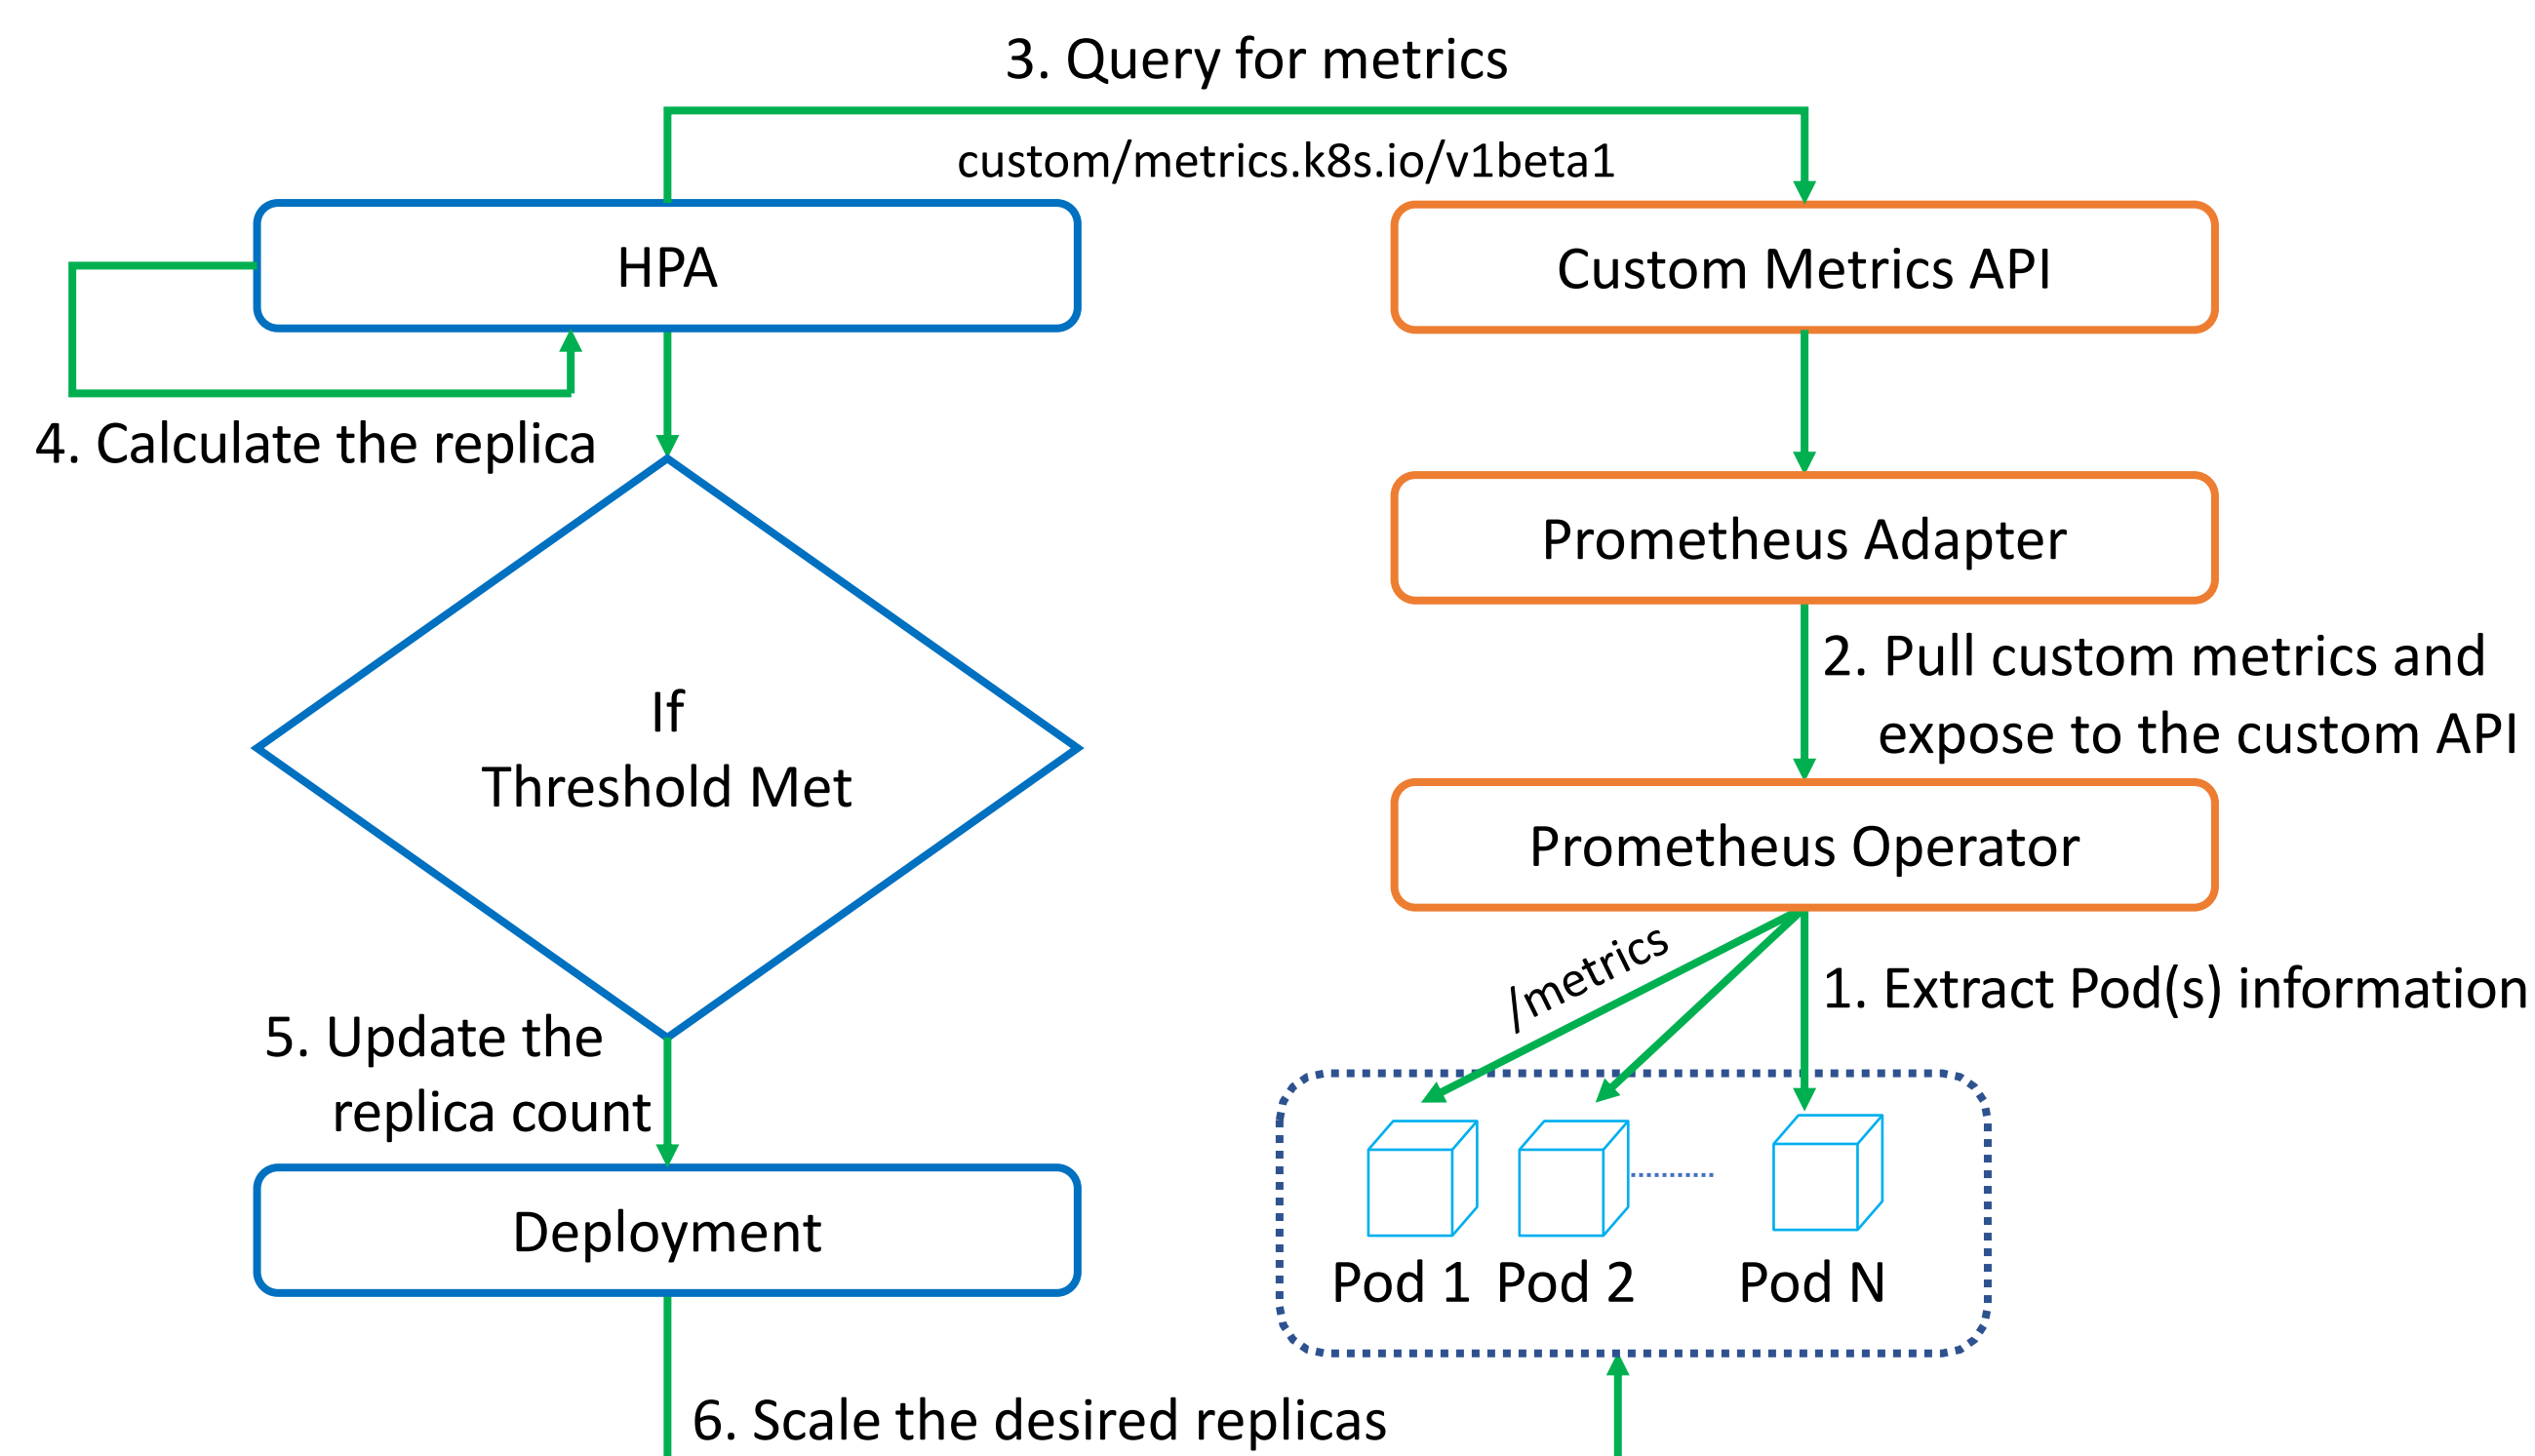 3. Query for metrics
custom/metrics.k8s.io/v1beta1
HPA
Custom Metrics API
4. Calculate the replica
Prometheus Adapter
2. Pull custom metrics and
expose to the custom API
If
Threshold Met
Prometheus Operator
/metrics
1. Extract Pod(s) information
5. Update the
replica count
Deployment
Pod 1
Pod 2
Pod N
6. Scale the desired replicas